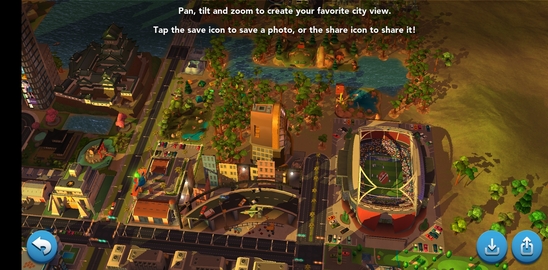 Pan, tilt and zoom to create your favorite city view.
Tap the save icon to save a photo, or the share icon to share it!